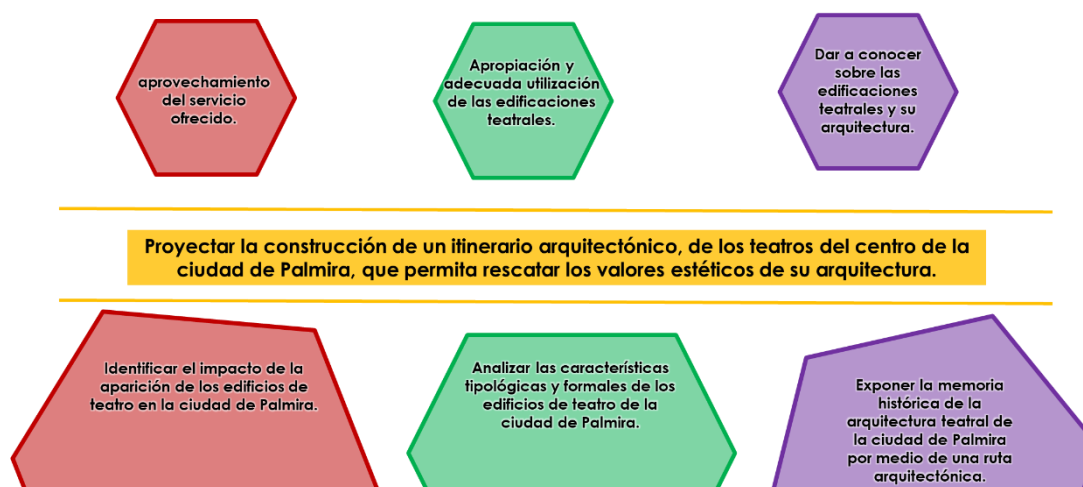 aprovechamiento
del servicio
ofrecido.
Apropiación y
adecuada utilización
de las edificaciones
teatrales.
Dar a conocer
sobre las
edificaciones
teatrales y su
arquitectura.
Proyectar la construcción de un itinerario arquitectónico, de los teatros del centro de la
ciudad de Palmira, que permita rescatar los valores estéticos de su arquitectura.
Identificar el impacto de la
aparición de los edificios de
teatro en la ciudad de Palmira.
Analizar las características
tipológicas y formales de los
edificios de teatro de la
ciudad de Palmira.
Exponer la memoria
histórica de la
arquitectura teatral de
la ciudad de Palmira
por medio de una ruta
arquitectónica.